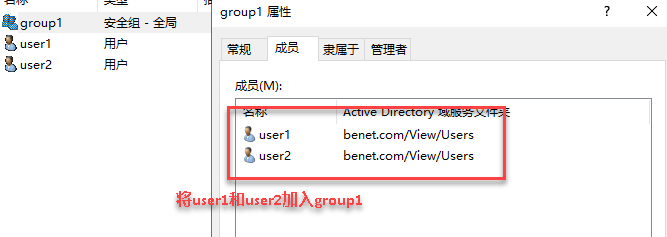 名称 类型 描
group1 安全组 - 全局
user1 用户
user2 用户
group1 属性 ? ×
常规 成员 隶属于 管理者
成员(M):
名称 Active Directory 域服务文件夹
user1 benet.com/View/Users
user2 benet.com/View/Users
将user1和user2加入group1